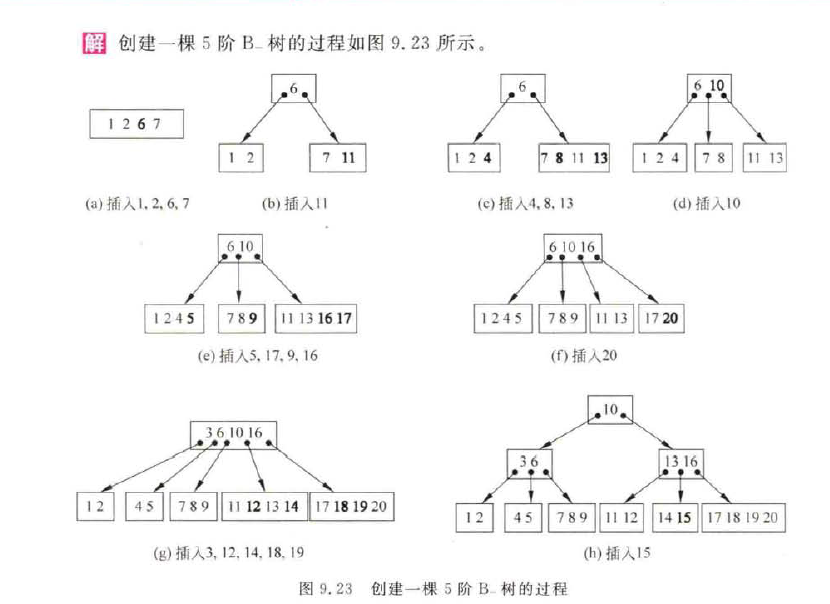 解 创建一棵 5 阶 B_ 树的过程如图 9.23 所示。
1 2 6 7
6
1 2
7 11
6
1 2 4
7 8 11 13
6 10
1 2 4
7 8
11 13
(a) 插入1, 2, 6, 7
(b) 插入11
(c) 插入4, 8, 13
(d) 插入10
6 10
1 2 4 5
7 8 9
11 13 16 17
6 10 16
1 2 4 5
7 8 9
11 13
17 20
(e) 插入5, 17, 9, 16
(f) 插入20
3 6 10 16
1 2
4 5
7 8 9
11 12 13 14
17 18 19 20
10
3 6
13 16
1 2
4 5
7 8 9
11 12
14 15
17 18 19 20
(g) 插入3, 12, 14, 18, 19
(h) 插入15
图 9.23 创建一棵 5 阶 B_ 树的过程